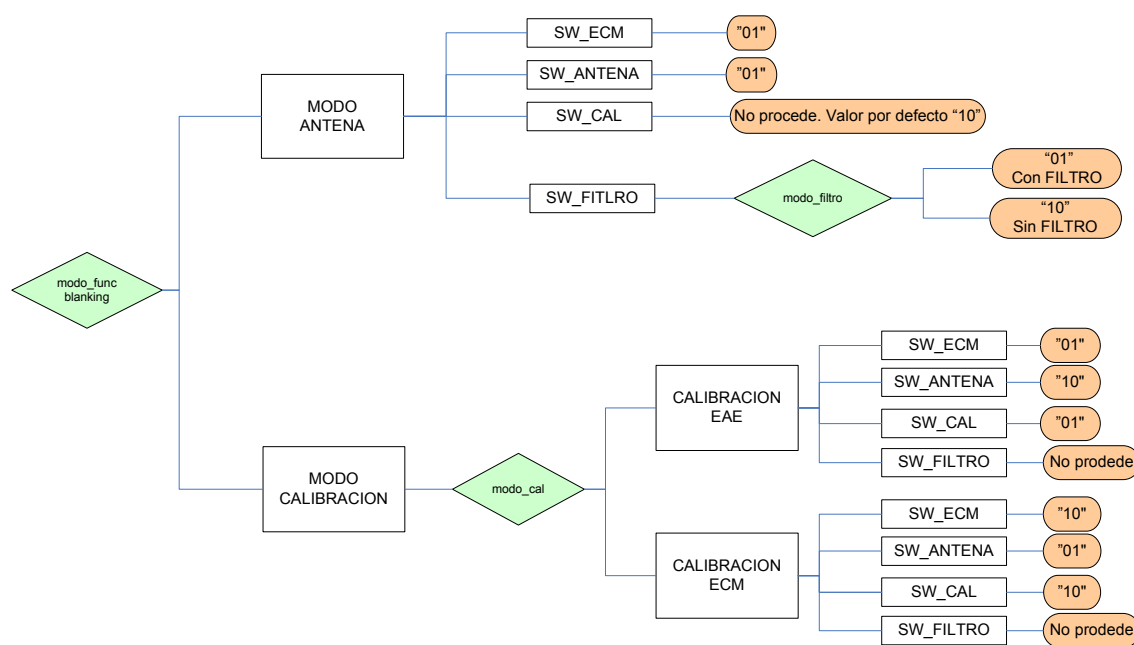 SW_ECM
"01"
SW_ANTENA
"01"
MODO
ANTENA
SW_CAL
No procede. Valor por defecto “10”
SW_FITLRO
modo_filtro
“01”
Con FILTRO
“10”
Sin FILTRO
modo_func
blanking
MODO
CALIBRACION
modo_cal
CALIBRACION
EAE
SW_ECM
"01"
SW_ANTENA
"10"
SW_CAL
"01"
SW_FILTRO
No prodede
CALIBRACION
ECM
SW_ECM
"10"
SW_ANTENA
"01"
SW_CAL
"10"
SW_FILTRO
No prodede